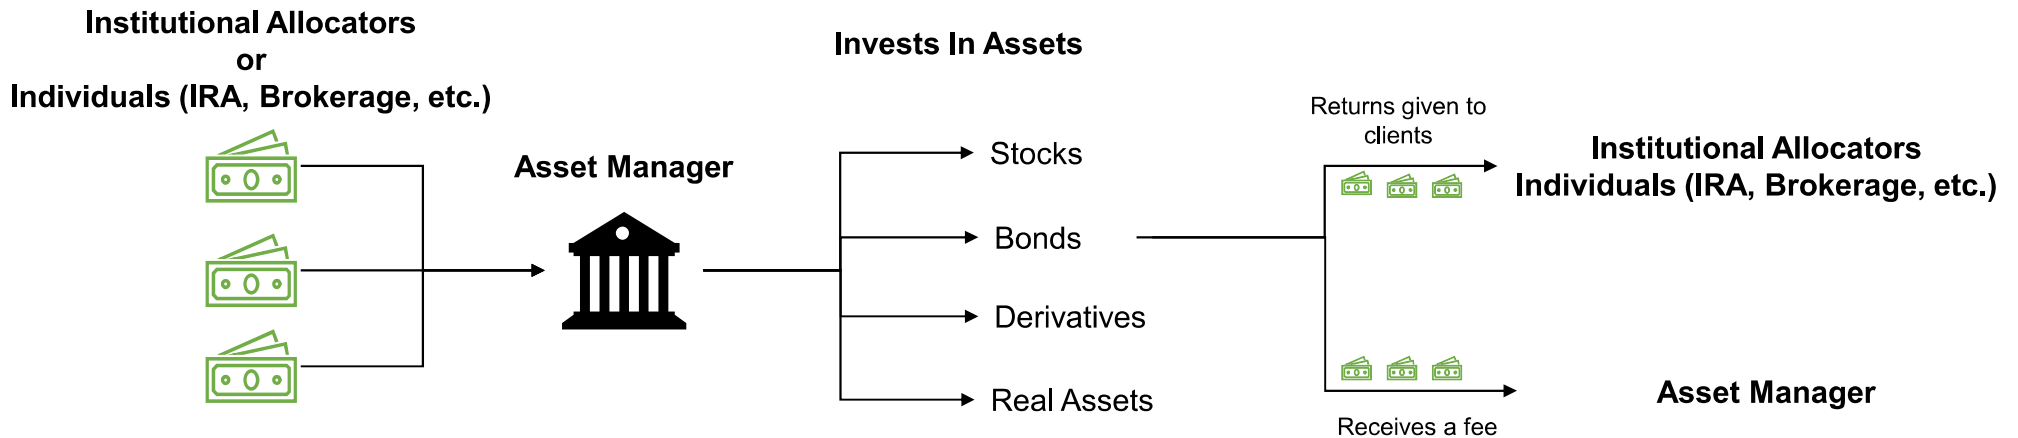 Institutional Allocators
or
Individuals (IRA, Brokerage, etc.)
Asset Manager
Invests In Assets
Stocks
Bonds
Derivatives
Real Assets
Returns given to
clients
Institutional Allocators
Individuals (IRA, Brokerage, etc.)
Asset Manager
Receives a fee